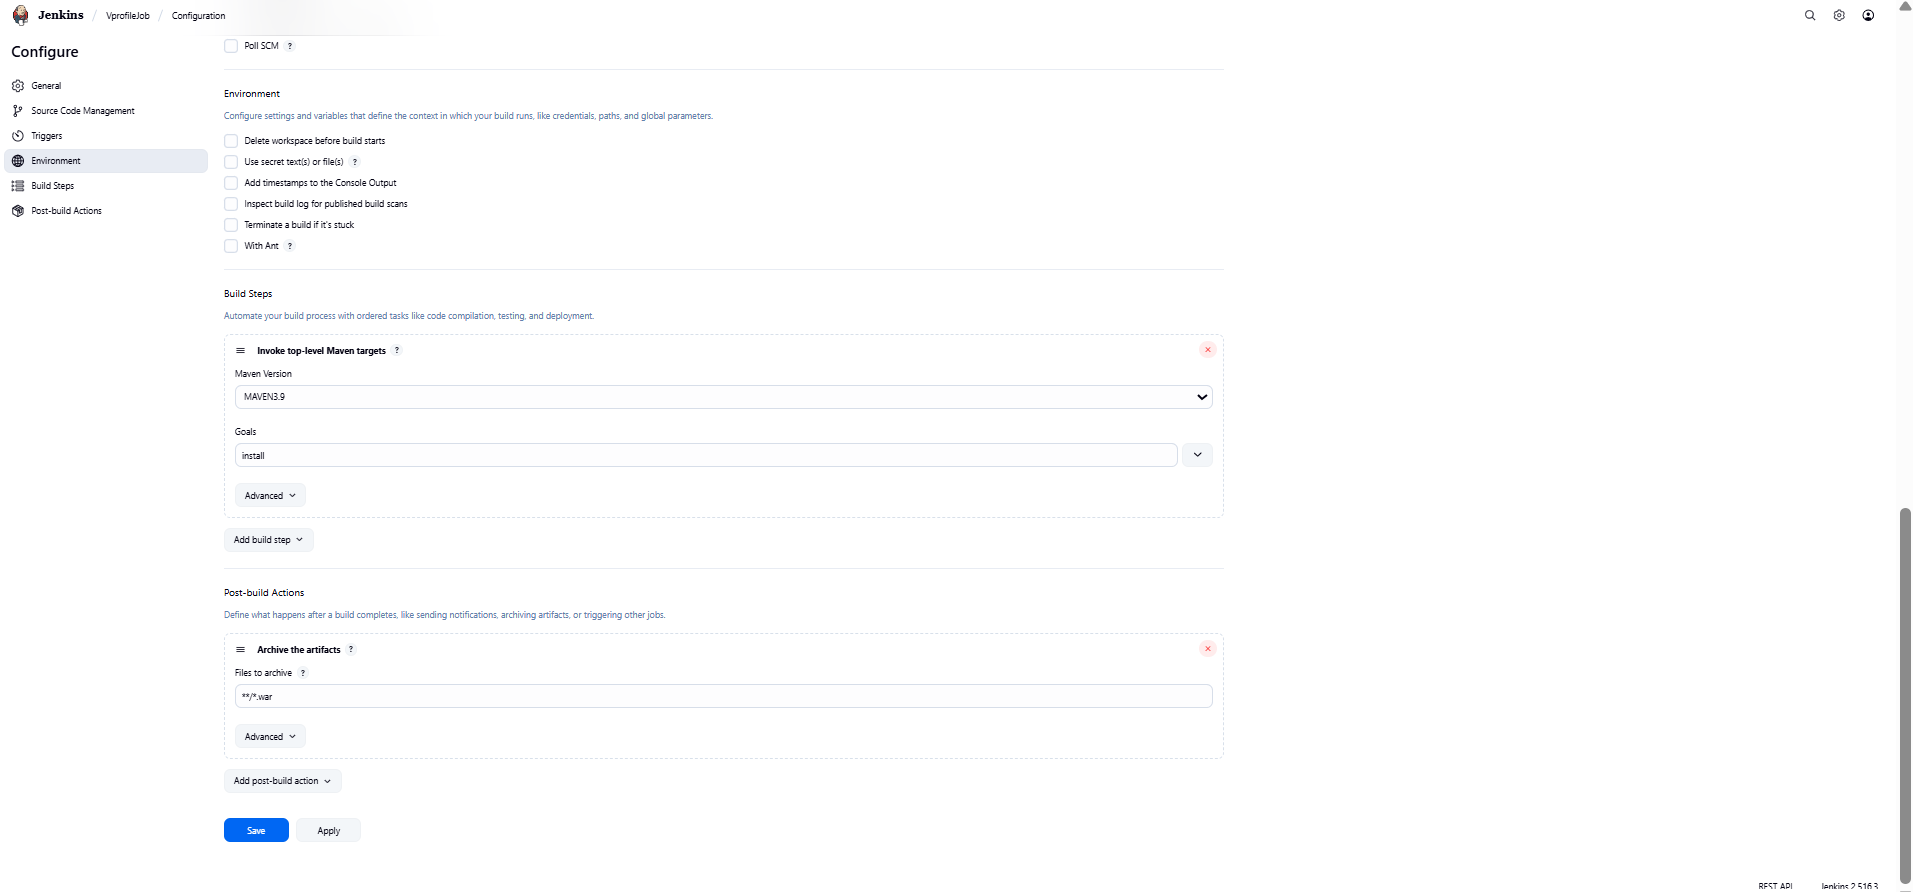 Jenkins / VprofileJob / Configuration
Configure
General
Source Code Management
Triggers
Environment
Build Steps
Post-build Actions
Poll SCM ?
Environment
Configure settings and variables that define the context in which your build runs, like credentials, paths, and global parameters.
Delete workspace before build starts
Use secret text(s) or file(s) ?
Add timestamps to the Console Output
Inspect build log for published build scans
Terminate a build if it's stuck
With Ant ?
Build Steps
Automate your build process with ordered tasks like code compilation, testing, and deployment.
Invoke top-level Maven targets ?
Maven Version
MAVEN3.9
Goals
install
Advanced
Add build step
Post-build Actions
Define what happens after a build completes, like sending notifications, archiving artifacts, or triggering other jobs.
Archive the artifacts ?
Files to archive ?
**/*.war
Advanced
Add post-build action
Save
Apply
REST API
Jenkins 2.516.3